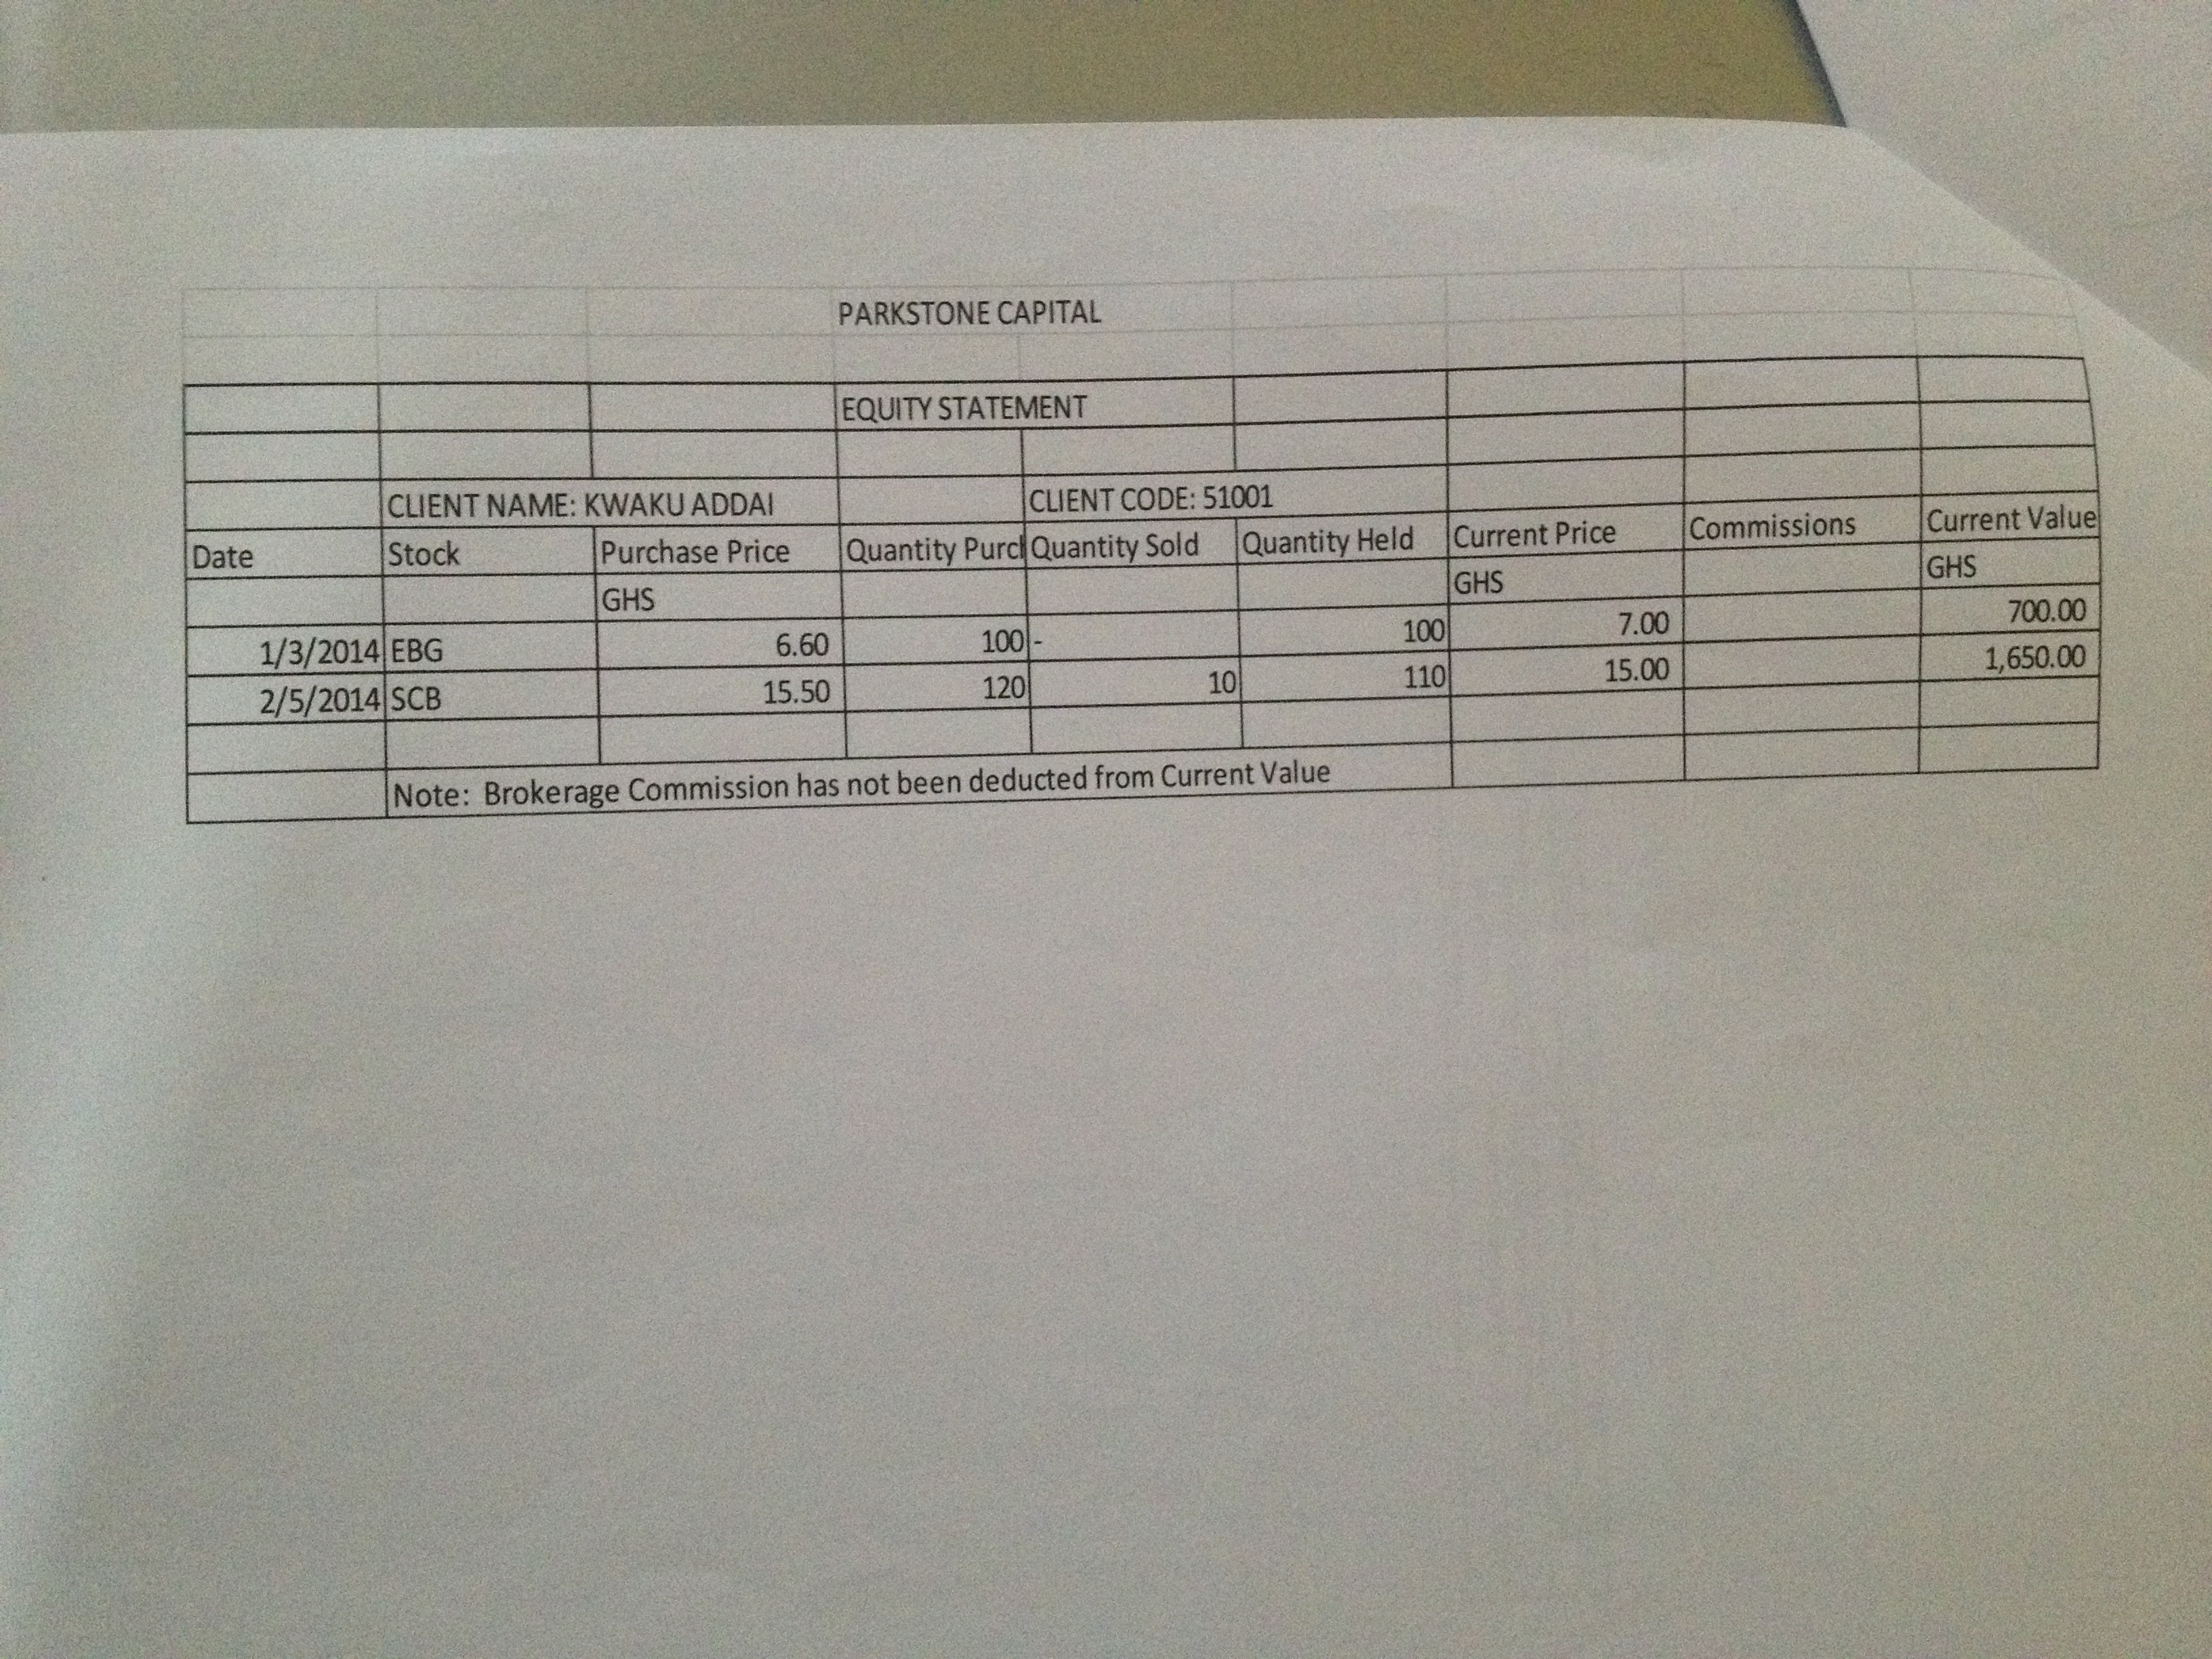 PARKSTONE CAPITAL
EQUITY STATEMENT
CLIENT NAME: KWAKU ADDAI CLIENT CODE: 51001
Date Stock Purchase Price Quantity Purch Quantity Sold Quantity Held Current Price Commissions Current Value
GHS GHS GHS
1/3/2014 EBG 6.60 100 - 100 7.00 700.00
2/5/2014 SCB 15.50 120 10 110 15.00 1,650.00
Note: Brokerage Commission has not been deducted from Current Value